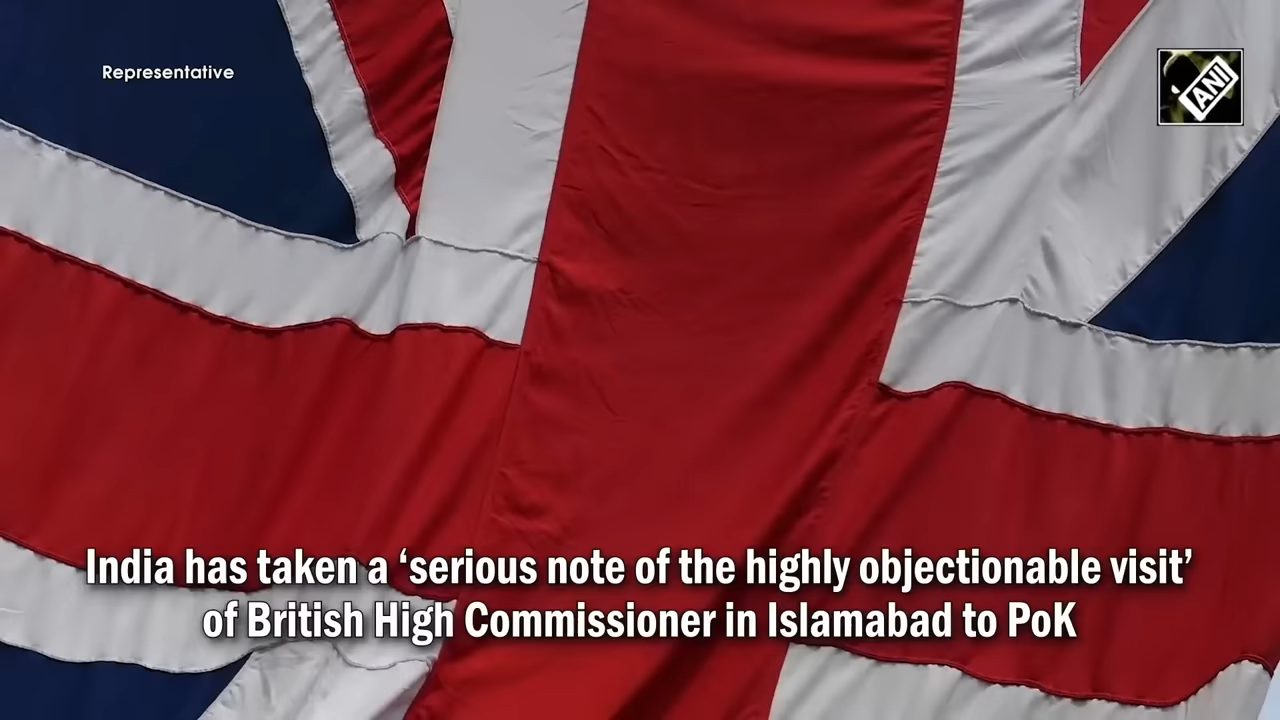 Representative
ANI
India has taken a ‘serious note of the highly objectionable visit’
of British High Commissioner in Islamabad to PoK